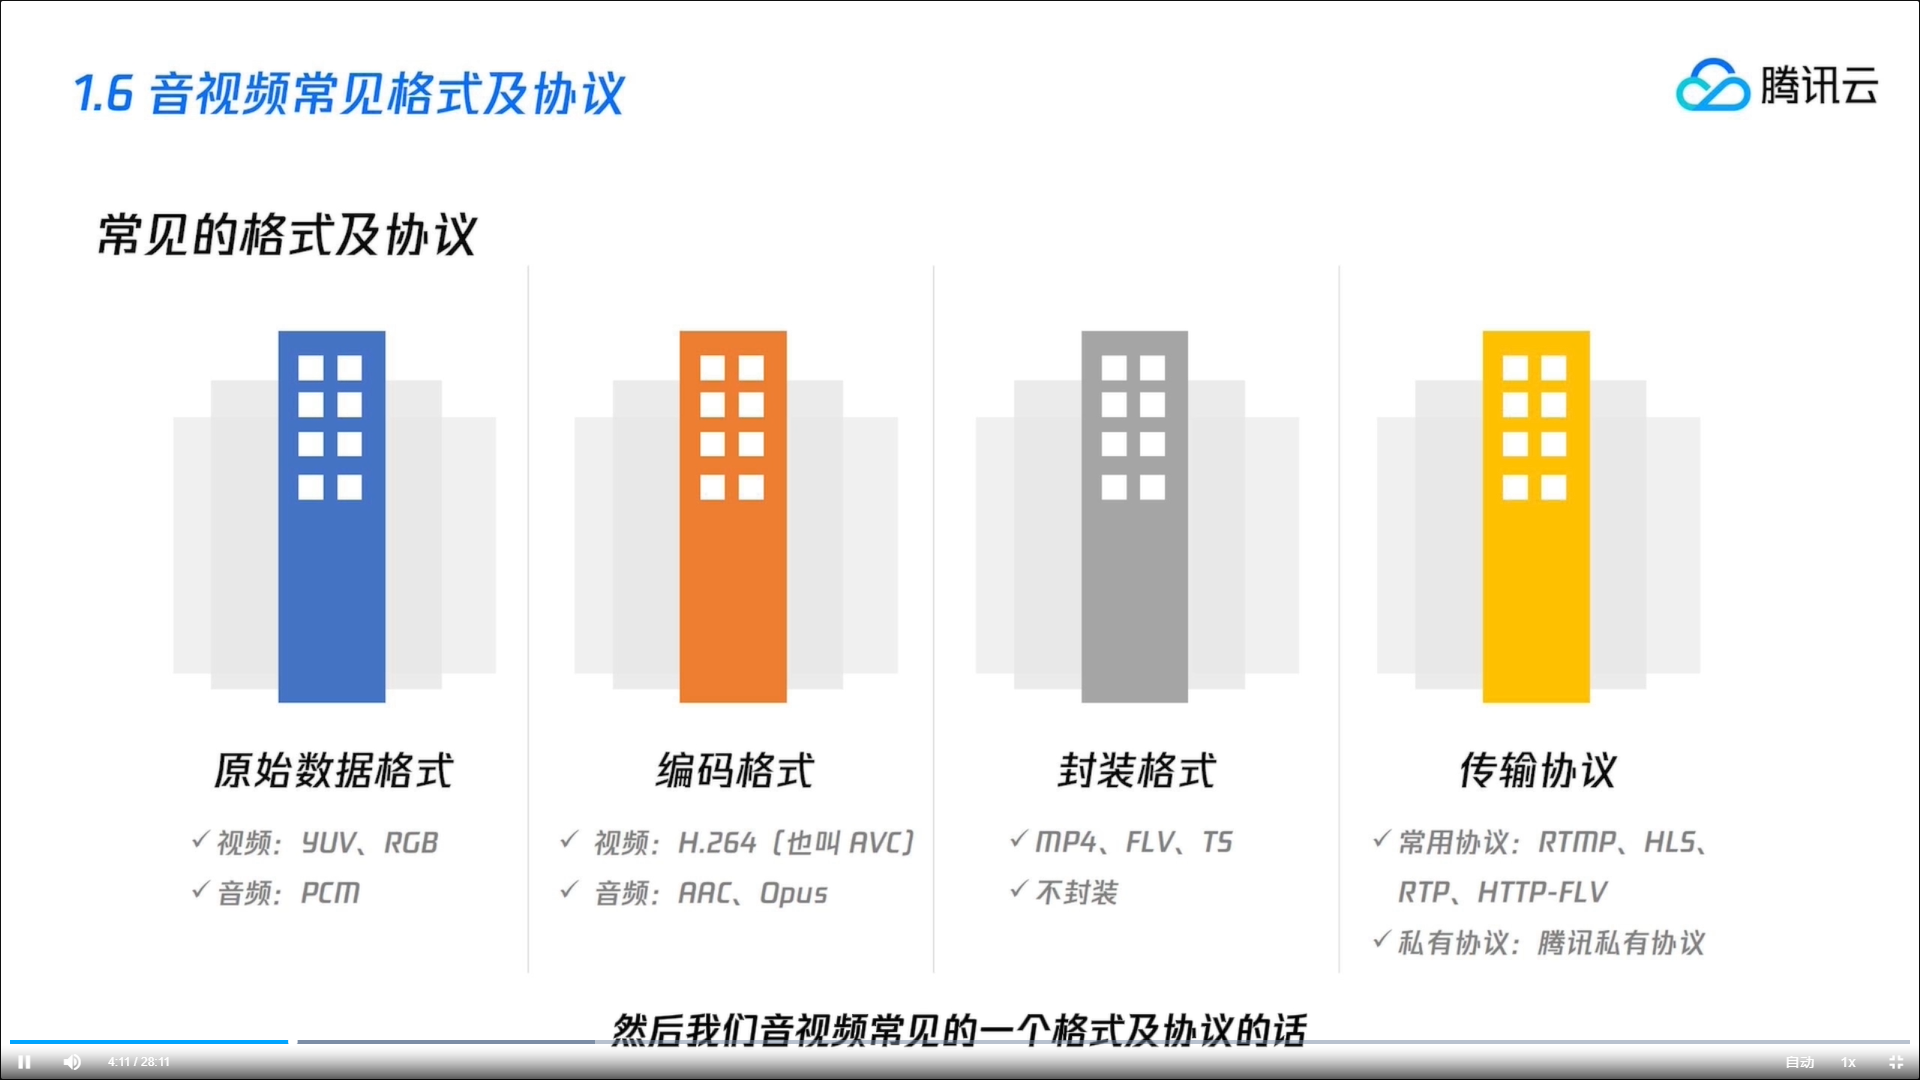 1.6 音视频常见格式及协议
腾讯云
常见的格式及协议
原始数据格式
✓ 视频：YUV、RGB
✓ 音频：PCM
编码格式
✓ 视频：H.264（也叫 AVC）
✓ 音频：AAC、Opus
封装格式
✓ MP4、FLV、TS
✓ 不封装
传输协议
✓ 常用协议：RTMP、HLS、
RTP、HTTP-FLV
✓ 私有协议：腾讯私有协议
然后我们音视频常见的一个格式及协议的话
4:11 / 28:11
自动
1x